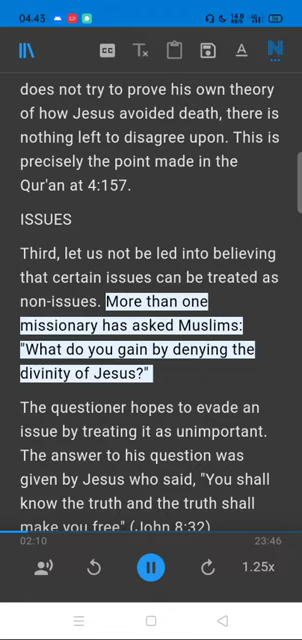 04.43
14.8
KB/S
CC
does not try to prove his own theory
of how Jesus avoided death, there is
nothing left to disagree upon. This is
precisely the point made in the
Qur'an at 4:157.
ISSUES
Third, let us not be led into believing
that certain issues can be treated as
non-issues. More than one
missionary has asked Muslims:
"What do you gain by denying the
divinity of Jesus?"
The questioner hopes to evade an
issue by treating it as unimportant.
The answer to his question was
given by Jesus who said, "You shall
know the truth and the truth shall
make you free" (John 8:32)
02:10
23:46
1.25x